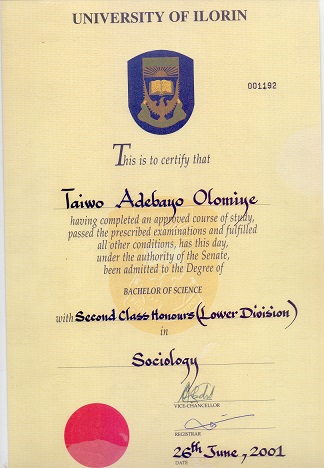 UNIVERSITY OF ILORIN
001192
This is to certify that
Taiwo Adebayo Olomiye
having completed an approved course of study,
passed the prescribed examinations and fulfilled
all other conditions, has this day,
under the authority of the Senate,
been admitted to the Degree of
BACHELOR OF SCIENCE
with Second Class Honours (Lower Division)
in
Sociology
VICE-CHANCELLOR
REGISTRAR
26th June, 2001
DATE